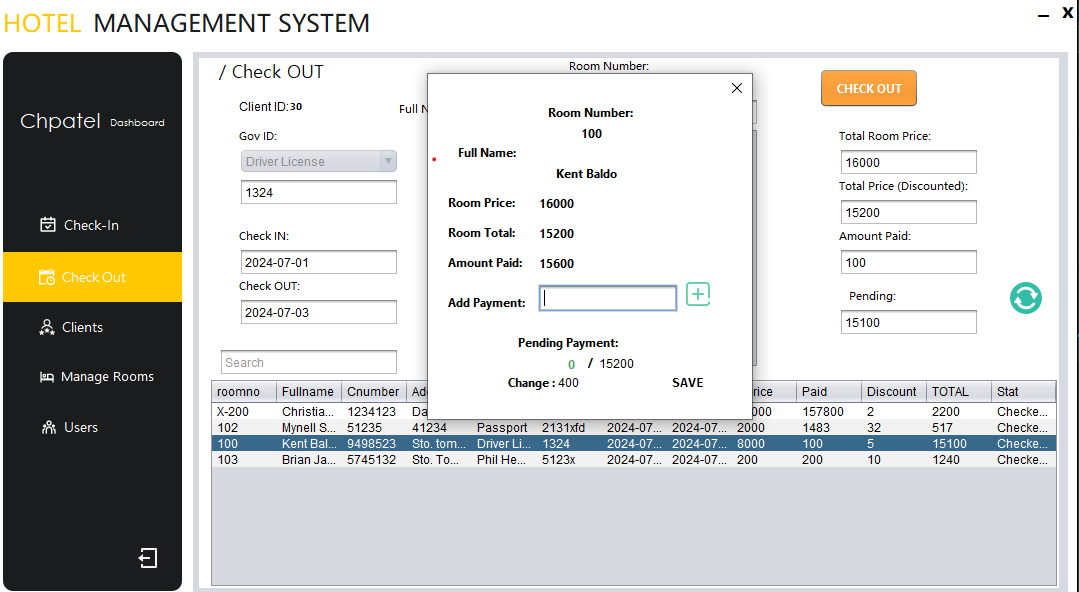 HOTEL MANAGEMENT SYSTEM
_ X
Chpatel Dashboard
Check-In
Check Out
Clients
Manage Rooms
Users
/ Check OUT
Room Number:
Client ID:30
Full N
Gov ID:
Driver License
1324
Check IN:
2024-07-01
Check OUT:
2024-07-03
Search
CHECK OUT
Total Room Price:
16000
Total Price (Discounted):
15200
Amount Paid:
100
Pending:
15100
Room Number:
100
Full Name:
Kent Baldo
Room Price: 16000
Room Total: 15200
Amount Paid: 15600
Add Payment:
Pending Payment:
0 / 15200
Change : 400 SAVE
roomno Fullname Cnumber Ad rice Paid Discount TOTAL Stat
X-200 Christia... 1234123 Da 000 157800 2 2200 Checke...
102 Mynell S... 51235 41234 Passport 2131xfd 2024-07... 2024-07... 2000 1483 32 517 Checke...
100 Kent Bal... 9498523 Sto. tom... Driver Li... 1324 2024-07... 2024-07... 8000 100 5 15100 Checke...
103 Brian Ja... 5745132 Sto. To... Phil He... 5123x 2024-07... 2024-07... 200 200 10 1240 Checke...